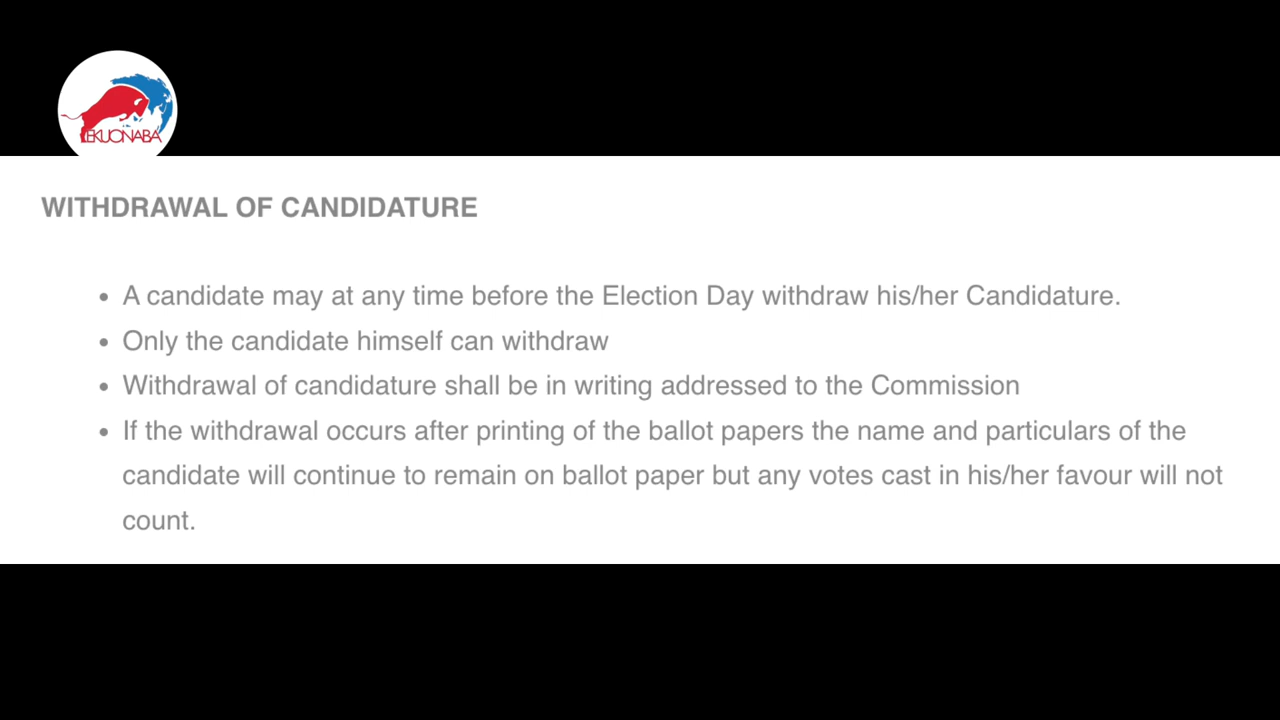 EKUONABA
WITHDRAWAL OF CANDIDATURE
• A candidate may at any time before the Election Day withdraw his/her Candidature.
• Only the candidate himself can withdraw
• Withdrawal of candidature shall be in writing addressed to the Commission
• If the withdrawal occurs after printing of the ballot papers the name and particulars of the
candidate will continue to remain on ballot paper but any votes cast in his/her favour will not
count.